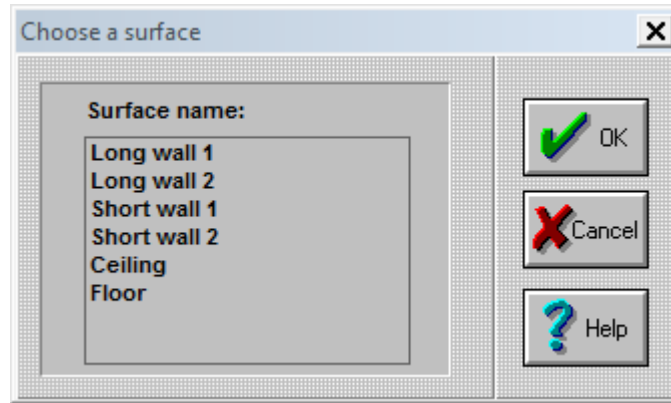 Choose a surface
Surface name:
Long wall 1
Long wall 2
Short wall 1
Short wall 2
Ceiling
Floor
OK
Cancel
Help